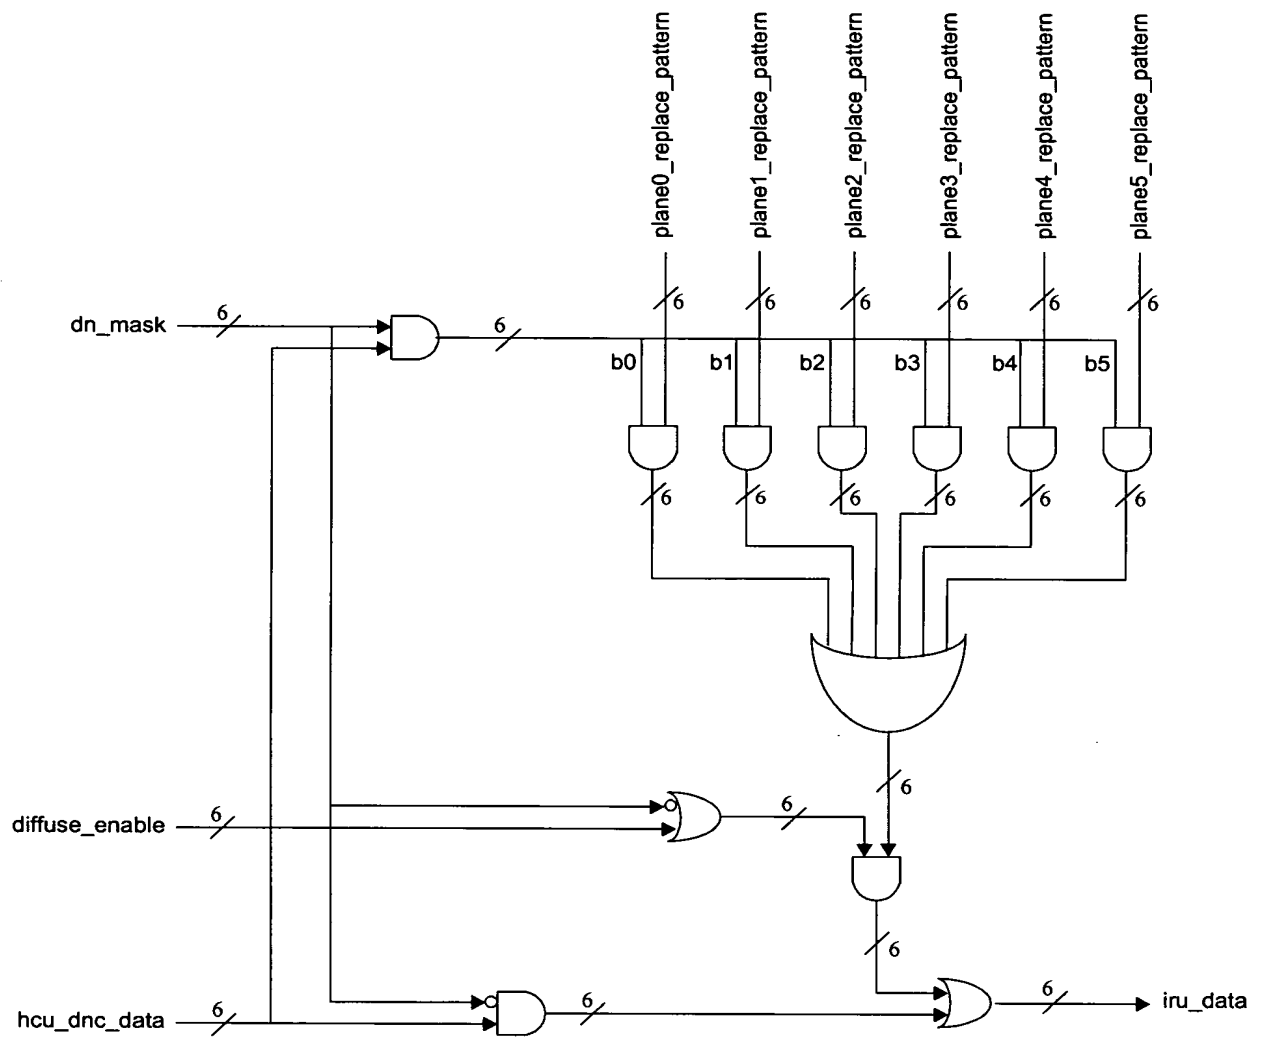 plane0_replace_pattern
plane1_replace_pattern
plane2_replace_pattern
plane3_replace_pattern
plane4_replace_pattern
plane5_replace_pattern
6 6 6 6 6 6
dn_mask 6 6
b0 b1 b2 b3 b4 b5
6 6 6 6 6 6
6
diffuse_enable 6 6
6
hcu_dnc_data 6 6 6 iru_data